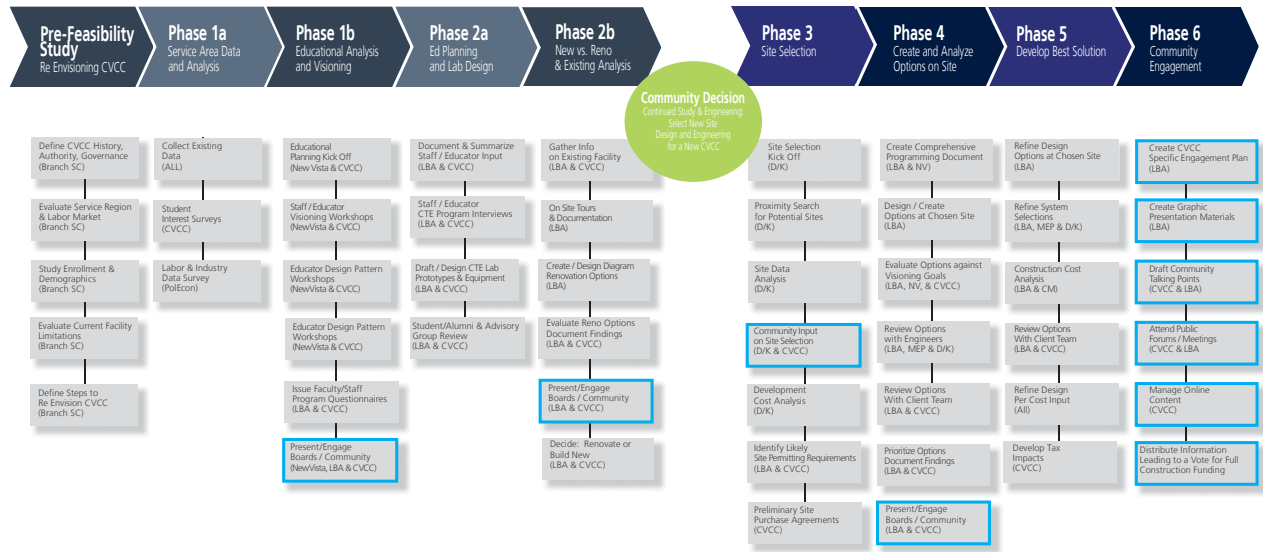 Pre-Feasibility
Study
Re Envisioning CVCC
Phase 1a
Service Area Data
and Analysis
Phase 1b
Educational Analysis
and Visioning
Phase 2a
Ed Planning
and Lab Design
Phase 2b
New vs. Reno
& Existing Analysis
Community Decision
Continued Study & Engineering:
Select New Site
Design and Engineering
for a New CVCC
Phase 3
Site Selection
Phase 4
Create and Analyze
Options on Site
Phase 5
Develop Best Solution
Phase 6
Community
Engagement
Define CVCC History,
Authority, Governance
(Branch SC)
Evaluate Service Region
& Labor Market
(Branch SC)
Study Enrollment &
Demographics
(Branch SC)
Evaluate Current Facility
Limitations
(Branch SC)
Define Steps to
Re Envision CVCC
(Branch SC)
Collect Existing
Data
(ALL)
Student
Interest Surveys
(CVCC)
Labor & Industry
Data Survey
(PolEcon)
Educational
Planning Kick Off
(New Vista & CVCC)
Staff / Educator
Visioning Workshops
(NewVista & CVCC)
Educator Design Pattern
Workshops
(NewVista & CVCC)
Educator Design Pattern
Workshops
(NewVista & CVCC)
Issue Faculty/Staff
Program Questionnaires
(LBA & CVCC)
Present/Engage
Boards / Community
(NewVista, LBA & CVCC)
Document & Summarize
Staff / Educator Input
(LBA & CVCC)
Staff / Educator
CTE Program Interviews
(LBA & CVCC)
Draft / Design CTE Lab
Prototypes & Equipment
(LBA & CVCC)
Student/Alumni & Advisory
Group Review
(LBA & CVCC)
Gather Info
on Existing Facility
(LBA & CVCC)
On Site Tours
& Documentation
(LBA)
Create / Design Diagram
Renovation Options
(LBA)
Evaluate Reno Options
Document Findings
(LBA & CVCC)
Present/Engage
Boards / Community
(LBA & CVCC)
Decide: Renovate or
Build New
(LBA & CVCC)
Site Selection
Kick Off
(D/K)
Proximity Search
for Potential Sites
(D/K)
Site Data
Analysis
(D/K)
Community Input
on Site Selection
(D/K & CVCC)
Development
Cost Analysis
(D/K)
Identify Likely
Site Permitting Requirements
(LBA & CVCC)
Preliminary Site
Purchase Agreements
(CVCC)
Create Comprehensive
Programming Document
(LBA & NV)
Design / Create
Options at Chosen Site
(LBA)
Evaluate Options against
Visioning Goals
(LBA, NV, & CVCC)
Review Options
with Engineers
(LBA, MEP & D/K)
Review Options
With Client Team
(LBA & CVCC)
Prioritize Options
Document Findings
(LBA & CVCC)
Present/Engage
Boards / Community
(LBA & CVCC)
Refine Design
Options at Chosen Site
(LBA)
Refine System
Selections
(LBA, MEP & D/K)
Construction Cost
Analysis
(LBA & CM)
Review Options
With Client Team
(LBA & CVCC)
Refine Design
Per Cost Input
(All)
Develop Tax
Impacts
(CVCC)
Create CVCC
Specific Engagement Plan
(LBA)
Create Graphic
Presentation Materials
(LBA)
Draft Community
Talking Points
(CVCC & LBA)
Attend Public
Forums / Meetings
(CVCC & LBA
Manage Online
Content
(CVCC)
Distribute Information
Leading to a Vote for Full
Construction Funding